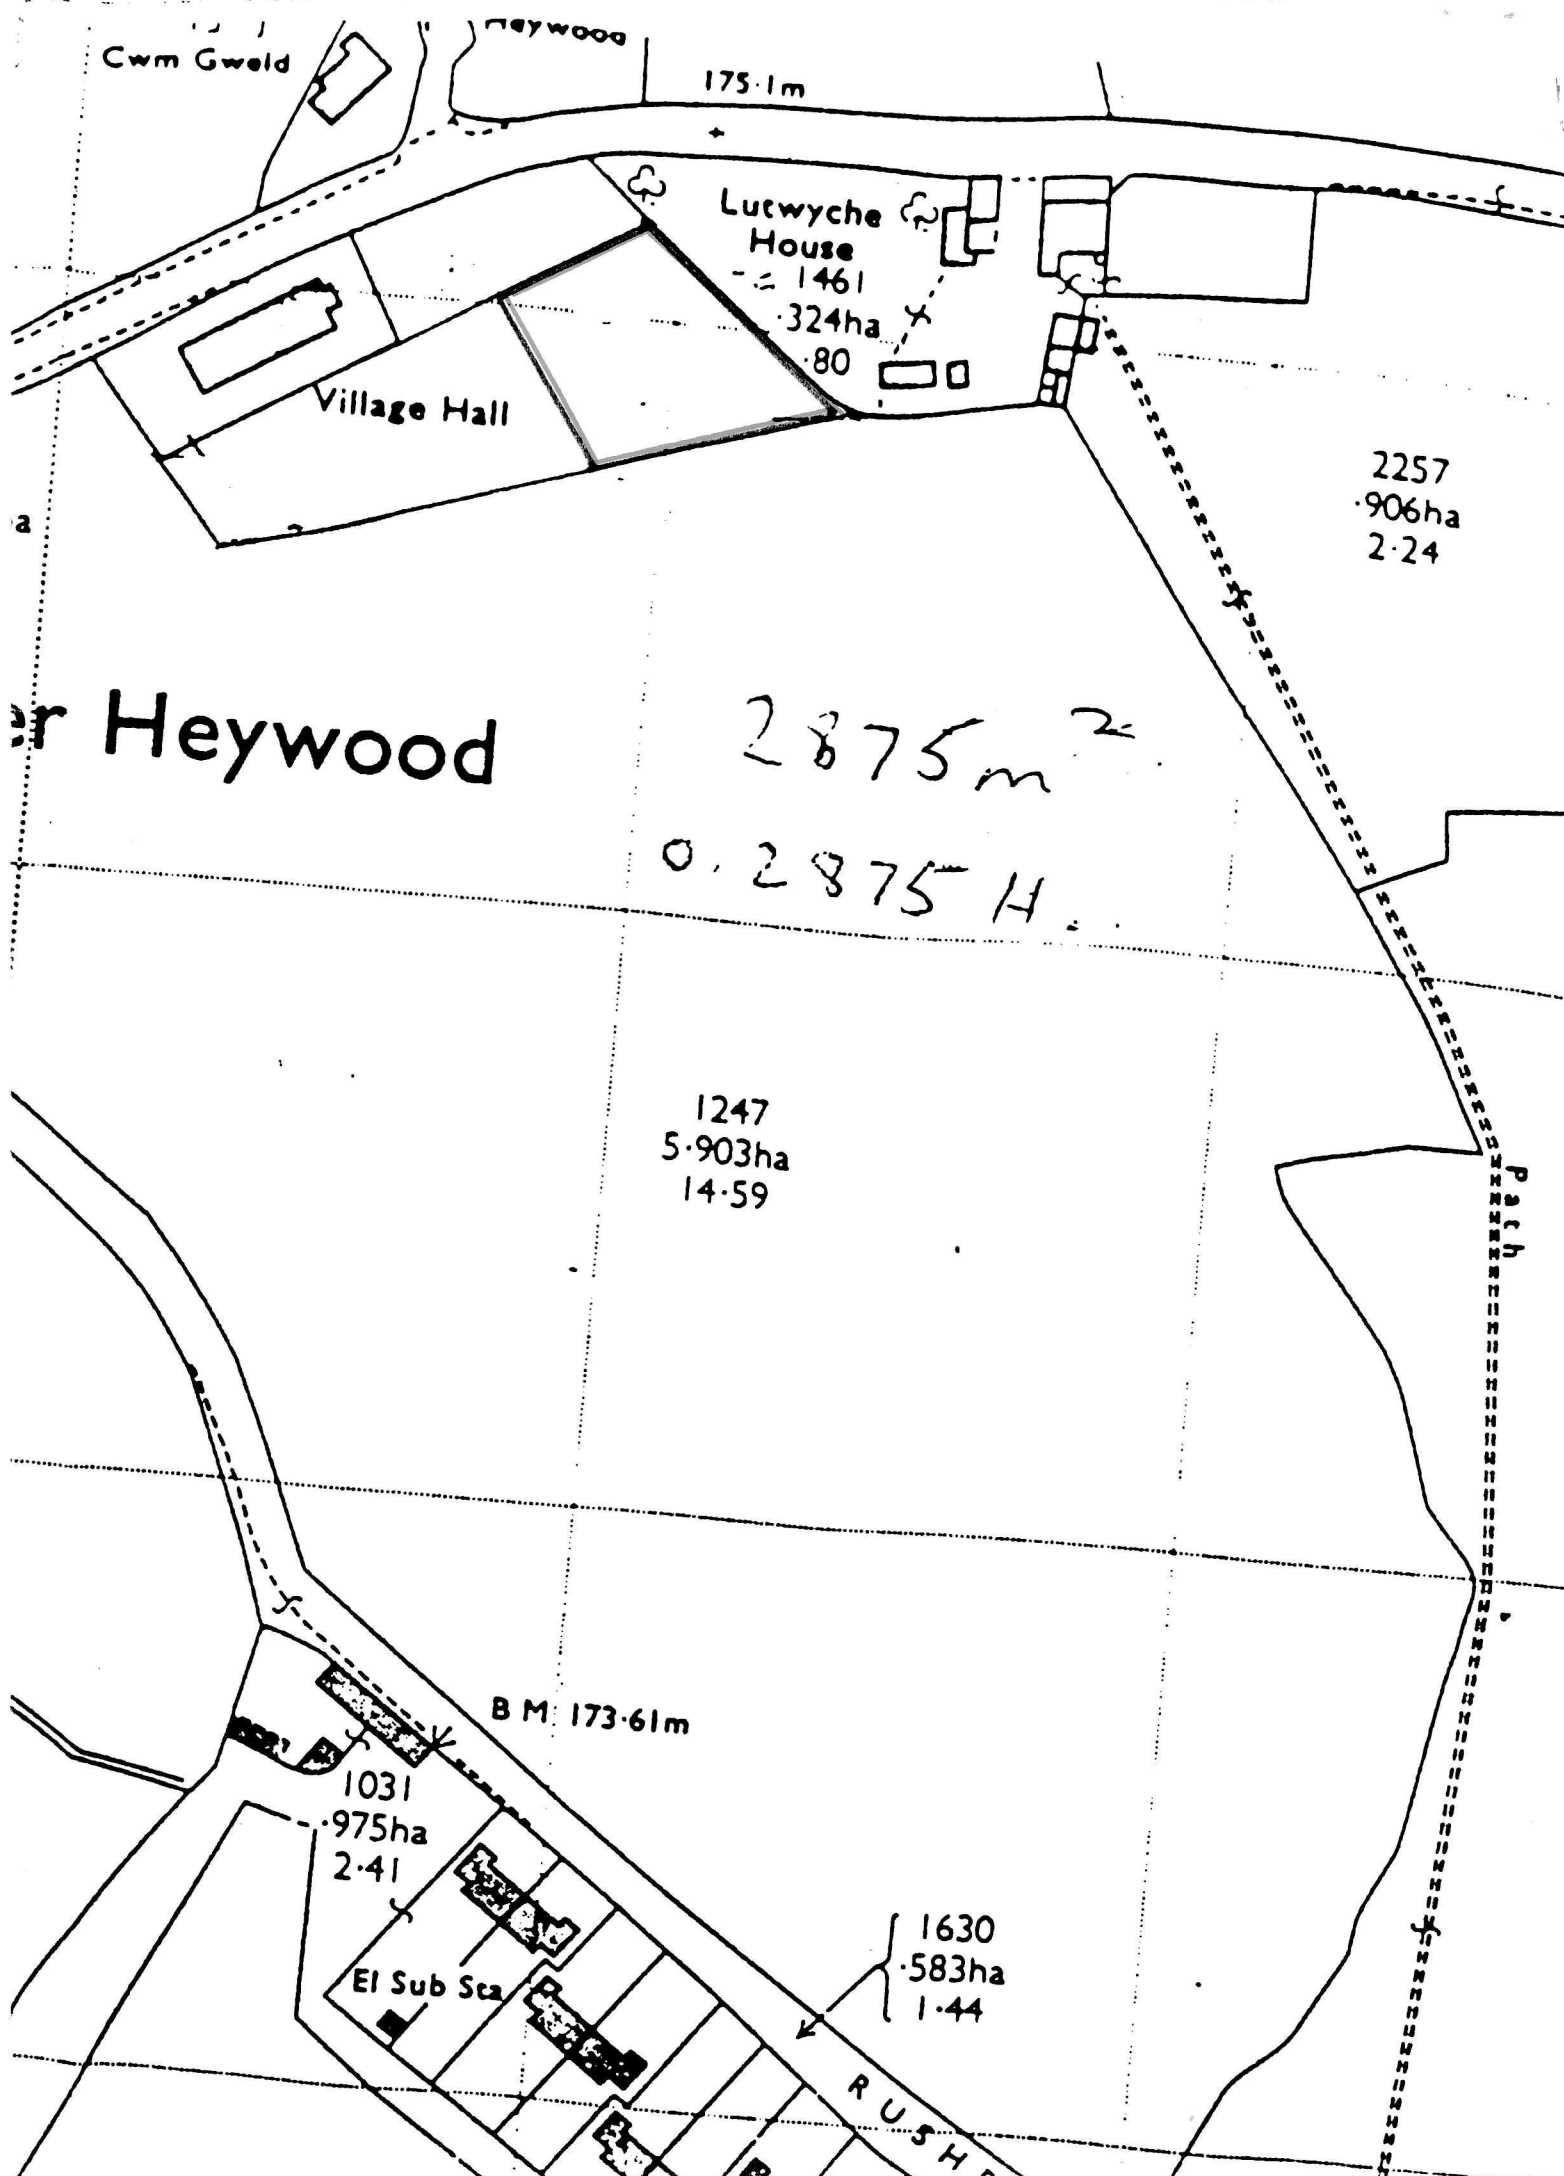 Heywood
Cwm Gweld
175·1m
Lutwyche
House
1461
·324ha
·80
Village Hall
2257
·906ha
2·24
a
er Heywood
2875m²
0.2875 H.
1247
5·903ha
14·59
Path
B M 173·61m
1031
·975ha
2·41
El Sub Sta
1630
·583ha
1·44
RUSH